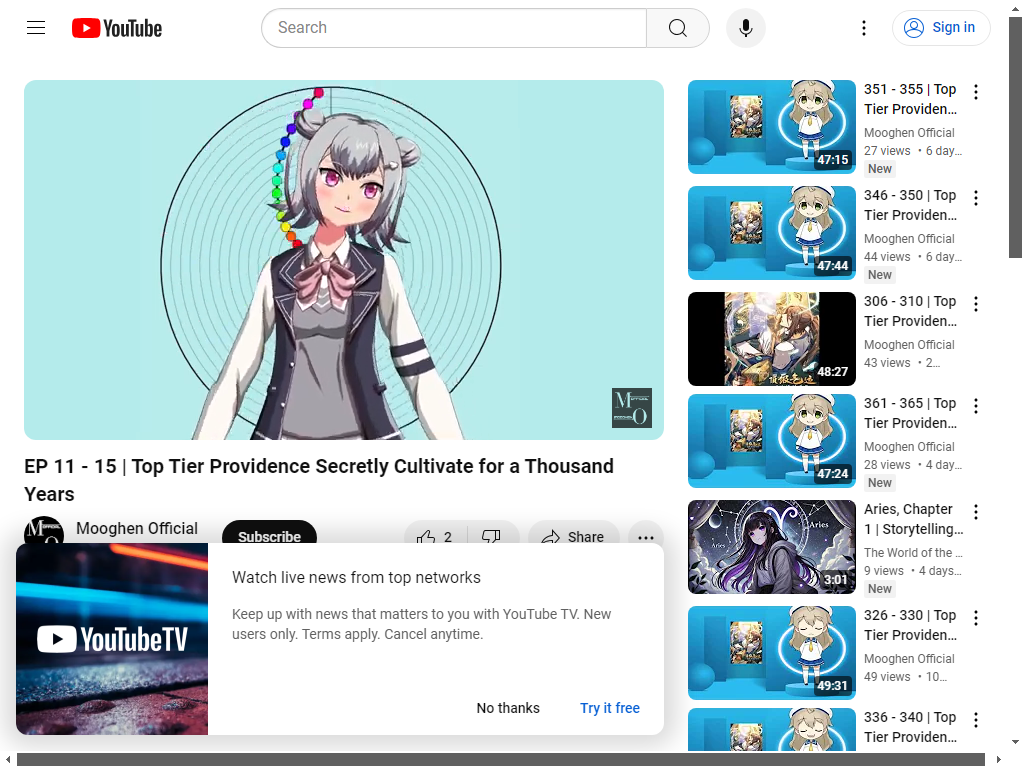 YouTube
Search
Sign in
EP 11 - 15 | Top Tier Providence Secretly Cultivate for a Thousand
Years
Mooghen Official
Subscribe
2
Share
YouTubeTV
Watch live news from top networks
Keep up with news that matters to you with YouTube TV. New
users only. Terms apply. Cancel anytime.
No thanks
Try it free
47:15
351 - 355 | Top
Tier Providen...
Mooghen Official
27 views • 6 day...
New
47:44
346 - 350 | Top
Tier Providen...
Mooghen Official
44 views • 6 day...
New
48:27
306 - 310 | Top
Tier Providen...
Mooghen Official
43 views • 2...
47:24
361 - 365 | Top
Tier Providen...
Mooghen Official
28 views • 4 day...
New
Aries
3:01
Aries, Chapter
1 | Storytelling...
The World of the ...
9 views • 4 days...
New
49:31
326 - 330 | Top
Tier Providen...
Mooghen Official
49 views • 10...
336 - 340 | Top
Tier Providen...